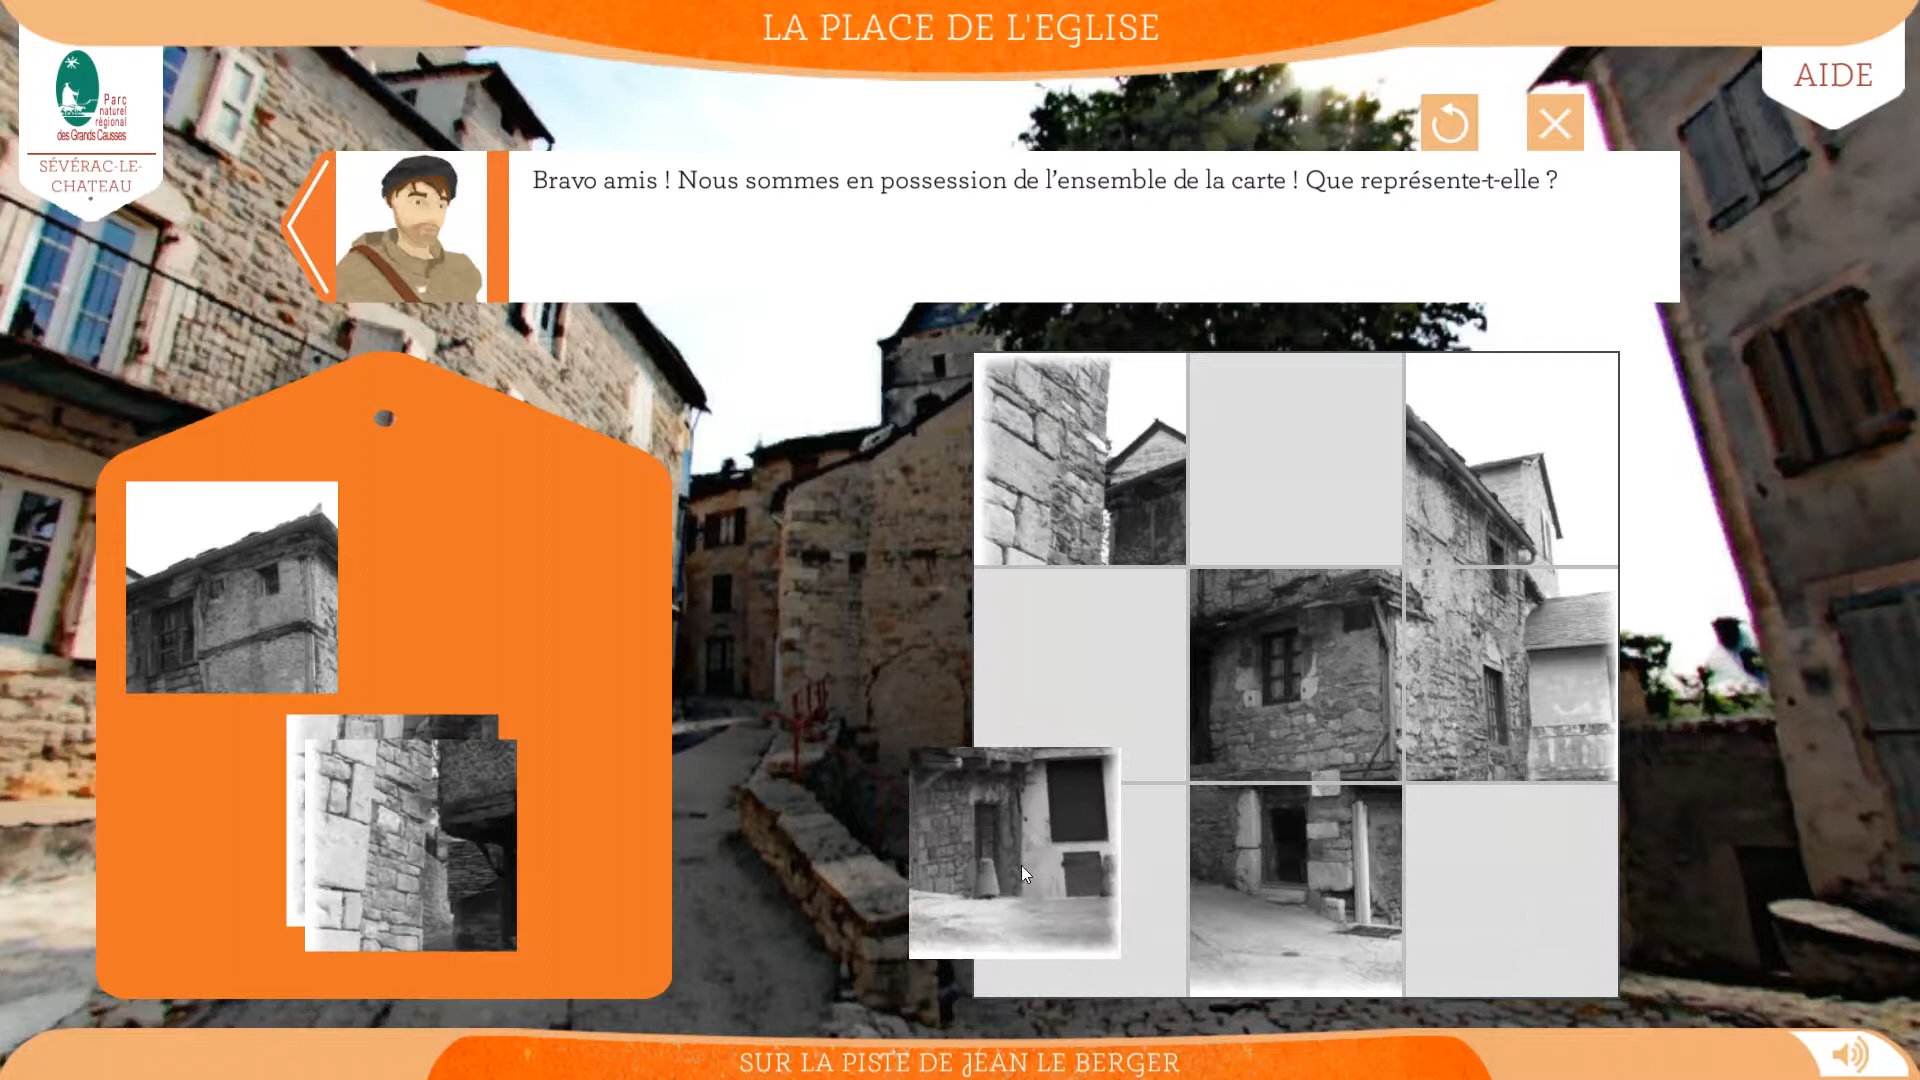 LA PLACE DE L'EGLISE
AIDE
Parc
naturel
régional
des Grands Causses
SÉVÉRAC-LE-
CHATEAU
Bravo amis ! Nous sommes en possession de l’ensemble de la carte ! Que représente-t-elle ?
SUR LA PISTE DE JEAN LE BERGER